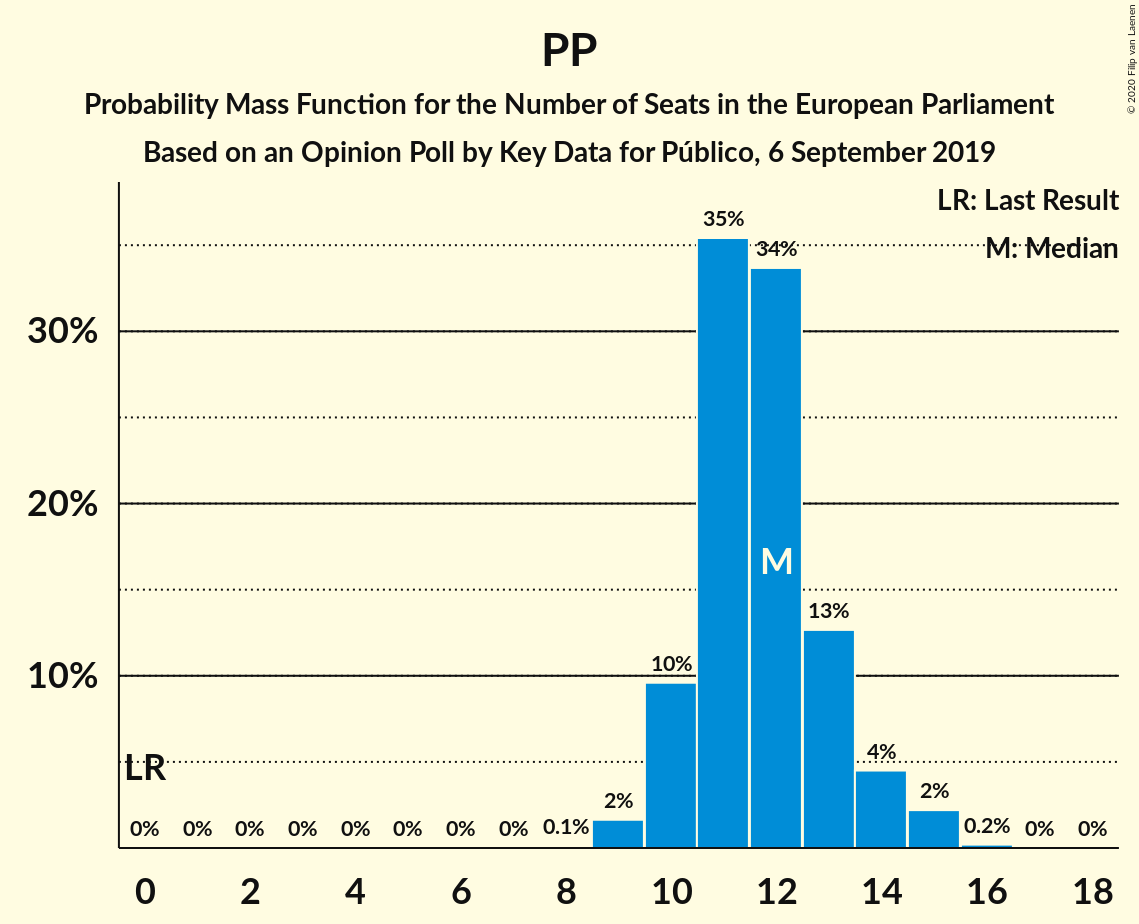 PP
Probability Mass Function for the Number of Seats in the European Parliament
Based on an Opinion Poll by Key Data for Público, 6 September 2019
© 2020 Filip van Laenen
LR: Last Result
M: Median
35%
34%
30%
20%
M
13%
10%
10%
LR
4%
2%
2%
0% 0% 0% 0% 0% 0% 0% 0% 0.1% 0.2% 0% 0%
0 2 4 6 8 10 12 14 16 18